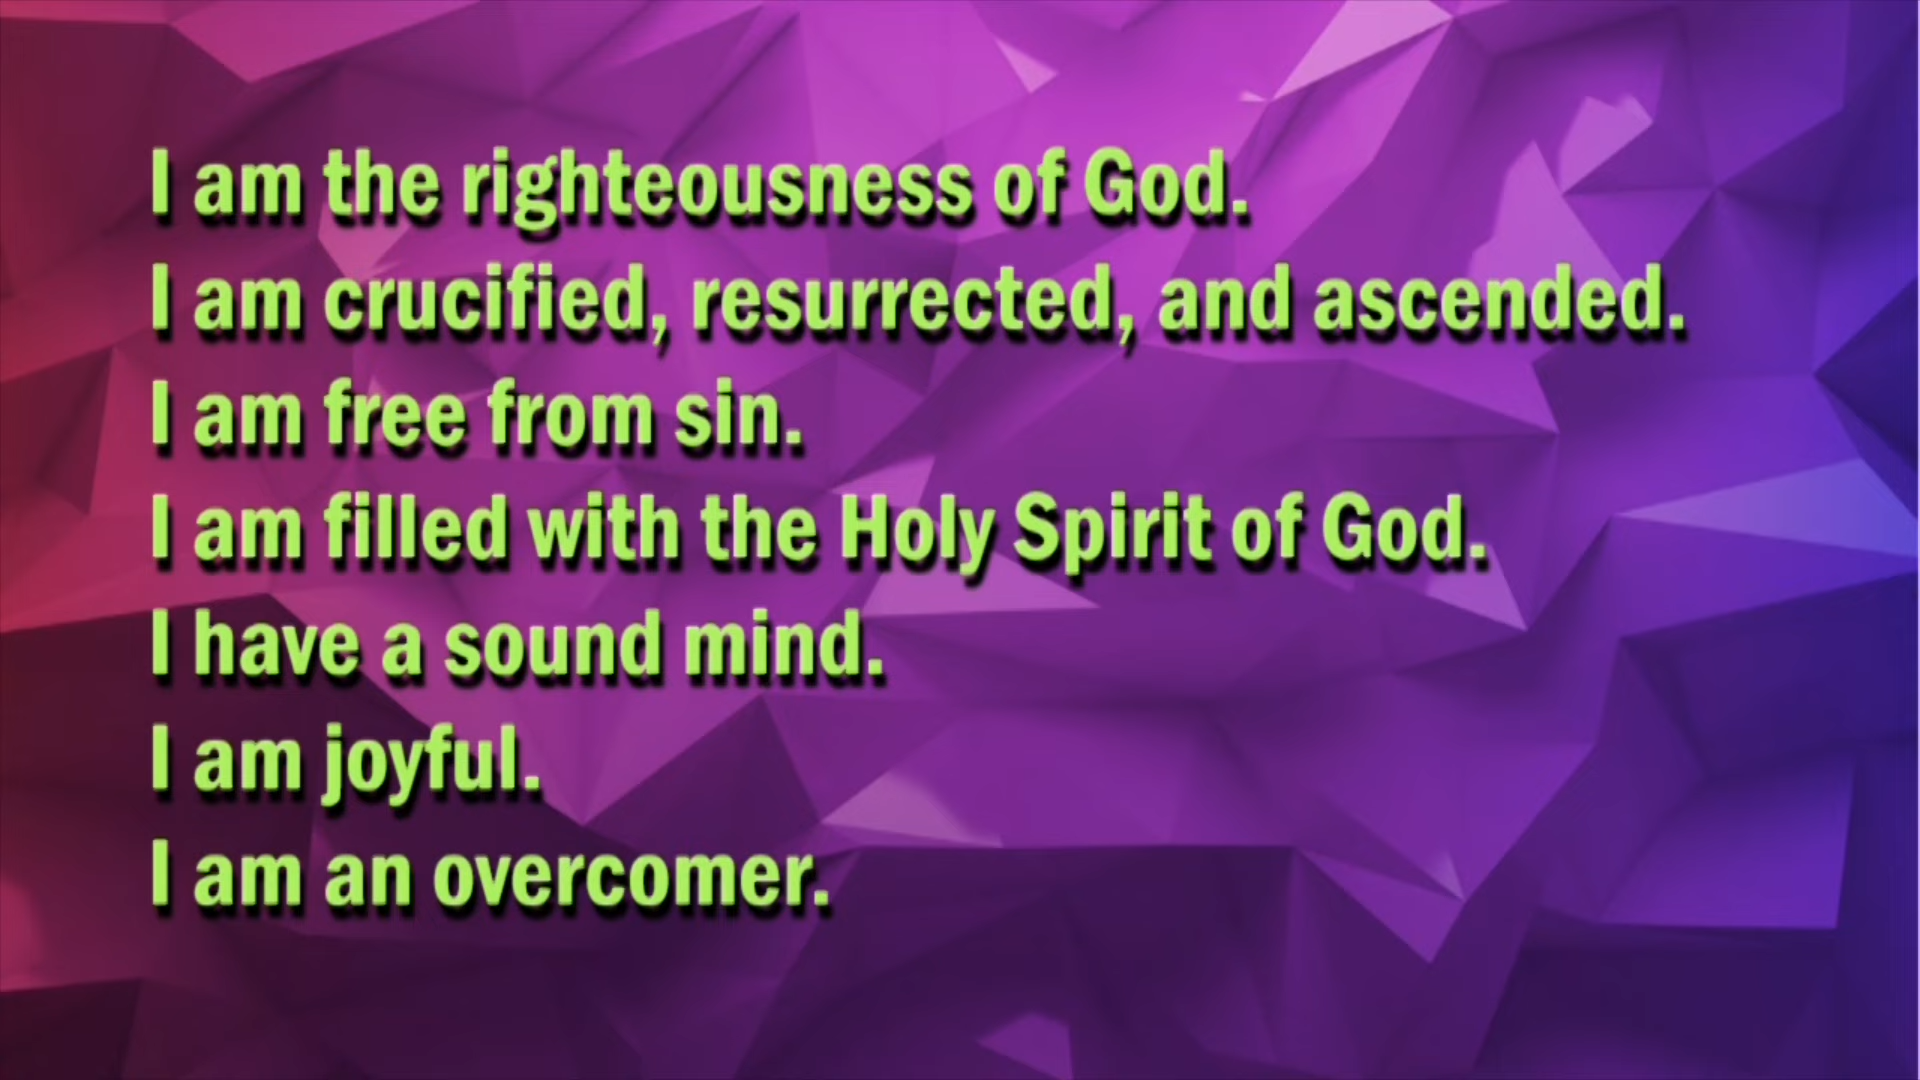 I am the righteousness of God.
I am crucified, resurrected, and ascended.
I am free from sin.
I am filled with the Holy Spirit of God.
I have a sound mind.
I am joyful.
I am an overcomer.